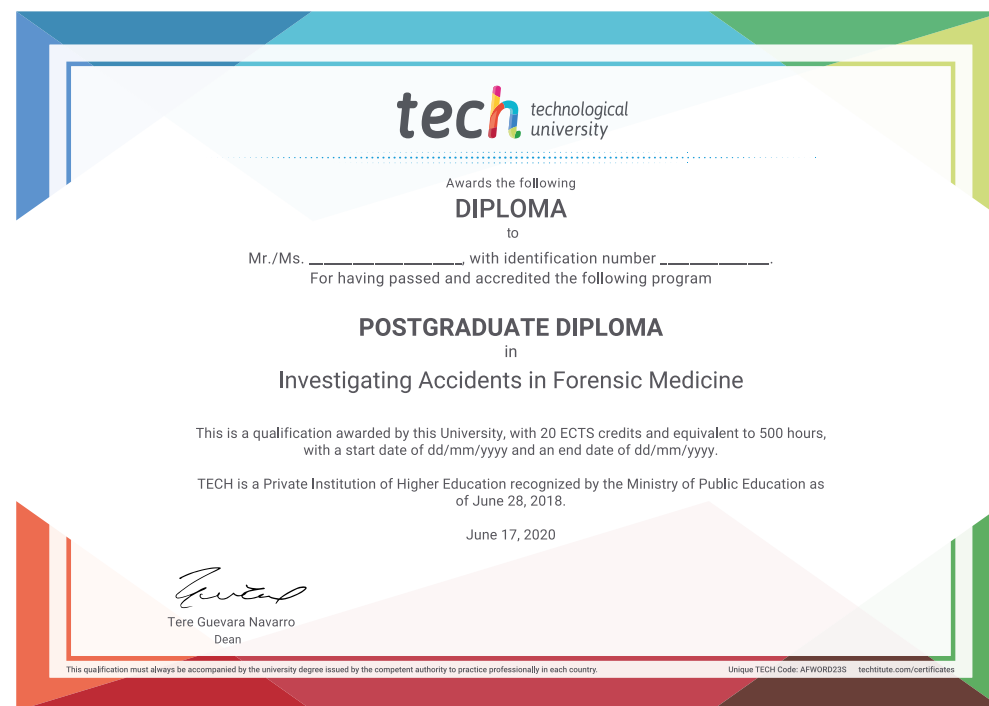 tech technological
university
Awards the following
DIPLOMA
to
Mr./Ms. ____________________, with identification number ______________.
For having passed and accredited the following program
POSTGRADUATE DIPLOMA
in
Investigating Accidents in Forensic Medicine
This is a qualification awarded by this University, with 20 ECTS credits and equivalent to 500 hours,
with a start date of dd/mm/yyyy and an end date of dd/mm/yyyy.
TECH is a Private Institution of Higher Education recognized by the Ministry of Public Education as
of June 28, 2018.
June 17, 2020
Tere Guevara Navarro
Dean
This qualification must always be accompanied by the university degree issued by the competent authority to practice professionally in each country. Unique TECH Code: AFWORD23S techtitute.com/certificates